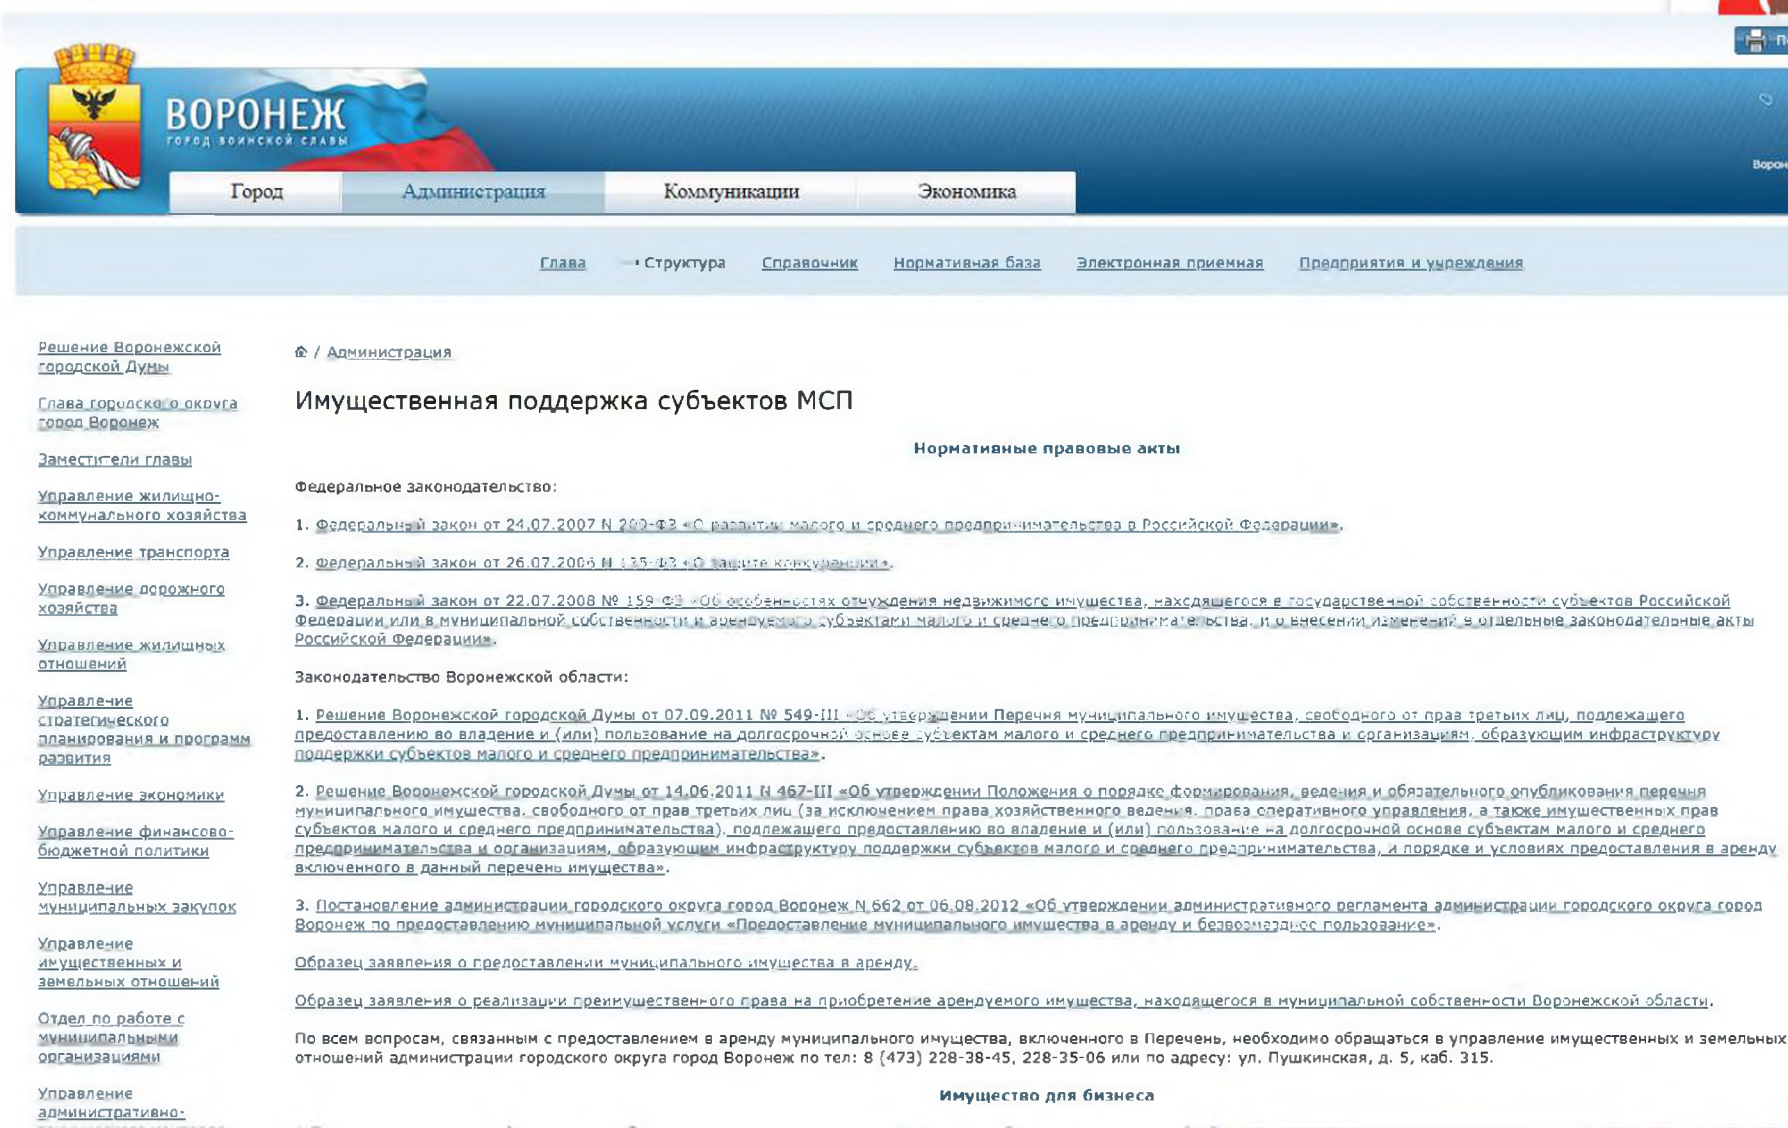 ВОРОНЕЖ
ГОРОД ВОИНСКОЙ СЛАВЫ
Город Администрация Коммуникации Экономика
Глава Структура Справочник Нормативная база Электронная приемная Предприятия и учреждения
Решение Воронежской
городской Думы
Глава городского округа
город Воронеж
Заместители главы
Управление жилищно-
коммунального хозяйства
Управление транспорта
Управление дорожного
хозяйства
Управление жилищных
отношений
Управление
стратегического
планирования и программ
развития
Управление экономики
Управление финансово-
бюджетной политики
Управление
муниципальных закупок
Управление
имущественных и
земельных отношений
Отдел по работе с
муниципальными
организациями
Управление
административно-
/ Администрация
Имущественная поддержка субъектов МСП
Нормативные правовые акты
Федеральное законодательство:
1. Федеральный закон от 24.07.2007 N 209-ФЗ «О развитии малого и среднего предпринимательства в Российской Федерации».
2. Федеральный закон от 26.07.2006 N 135-ФЗ «О защите конкуренции».
3. Федеральный закон от 22.07.2008 № 159-ФЗ «Об особенностях отчуждения недвижимого имущества, находящегося в государственной собственности субъектов Российской
Федерации или в муниципальной собственности и арендуемого субъектами малого и среднего предпринимательства, и о внесении изменений в отдельные законодательные акты
Российской Федерации».
Законодательство Воронежской области:
1. Решение Воронежской городской Думы от 07.09.2011 № 549-III «Об утверждении Перечня муниципального имущества, свободного от прав третьих лиц, подлежащего
предоставлению во владение и (или) пользование на долгосрочной основе субъектам малого и среднего предпринимательства и организациям, образующим инфраструктуру
поддержки субъектов малого и среднего предпринимательства».
2. Решение Воронежской городской Думы от 14.06.2011 N 467-III «Об утверждении Положения о порядке формирования, ведения и обязательного опубликования перечня
муниципального имущества, свободного от прав третьих лиц (за исключением права хозяйственного ведения, права оперативного управления, а также имущественных прав
субъектов малого и среднего предпринимательства), подлежащего предоставлению во владение и (или) пользование на долгосрочной основе субъектам малого и среднего
предпринимательства и организациям, образующим инфраструктуру поддержки субъектов малого и среднего предпринимательства, и порядке и условиях предоставления в аренду
включенного в данный перечень имущества».
3. Постановление администрации городского округа город Воронеж N 662 от 06.08.2012 «Об утверждении административного регламента администрации городского округа город
Воронеж по предоставлению муниципальной услуги «Предоставление муниципального имущества в аренду и безвозмездное пользование».
Образец заявления о предоставлении муниципального имущества в аренду.
Образец заявления о реализации преимущественного права на приобретение арендуемого имущества, находящегося в муниципальной собственности Воронежской области.
По всем вопросам, связанным с предоставлением в аренду муниципального имущества, включенного в Перечень, необходимо обращаться в управление имущественных и земельных
отношений администрации городского округа город Воронеж по тел: 8 (473) 228-38-45, 228-35-06 или по адресу: ул. Пушкинская, д. 5, каб. 315.
Имущество для бизнеса